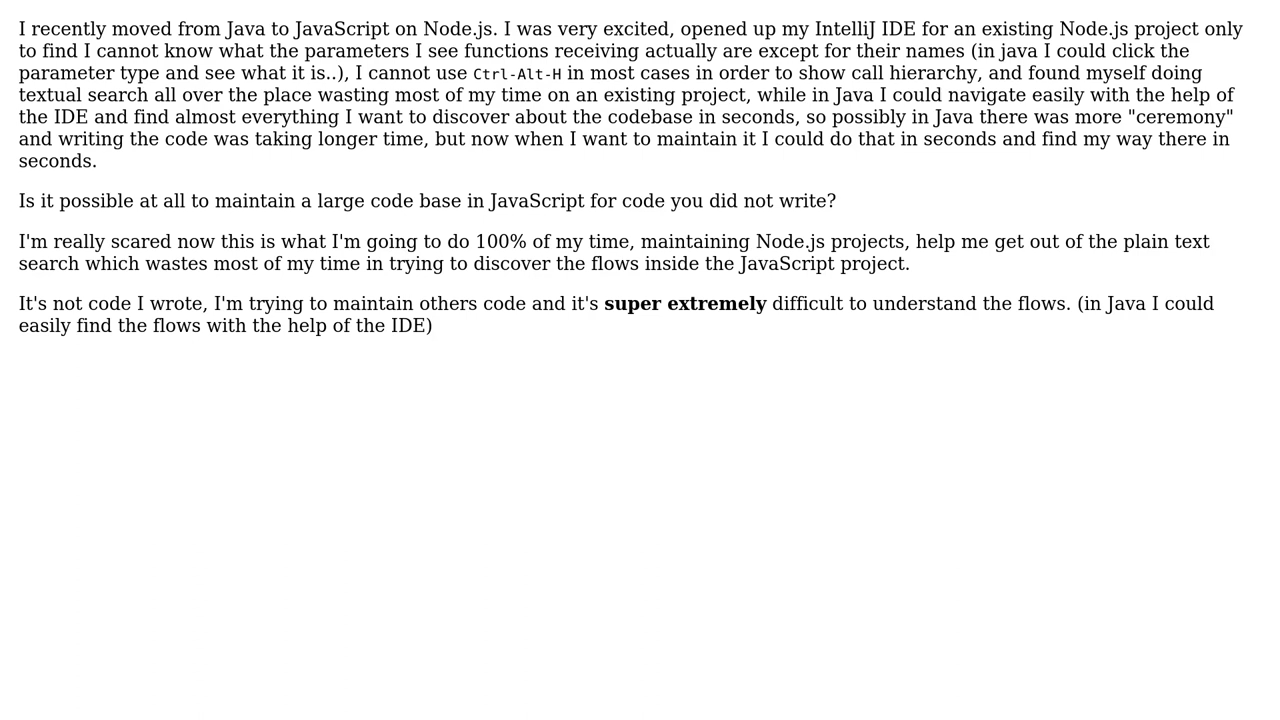 I recently moved from Java to JavaScript on Node.js. I was very excited, opened up my IntelliJ IDE for an existing Node.js project only
to find I cannot know what the parameters I see functions receiving actually are except for their names (in java I could click the
parameter type and see what it is..), I cannot use Ctrl-Alt-H in most cases in order to show call hierarchy, and found myself doing
textual search all over the place wasting most of my time on an existing project, while in Java I could navigate easily with the help of
the IDE and find almost everything I want to discover about the codebase in seconds, so possibly in Java there was more "ceremony"
and writing the code was taking longer time, but now when I want to maintain it I could do that in seconds and find my way there in
seconds.
Is it possible at all to maintain a large code base in JavaScript for code you did not write?
I'm really scared now this is what I'm going to do 100% of my time, maintaining Node.js projects, help me get out of the plain text
search which wastes most of my time in trying to discover the flows inside the JavaScript project.
It's not code I wrote, I'm trying to maintain others code and it's super extremely difficult to understand the flows. (in Java I could
easily find the flows with the help of the IDE)